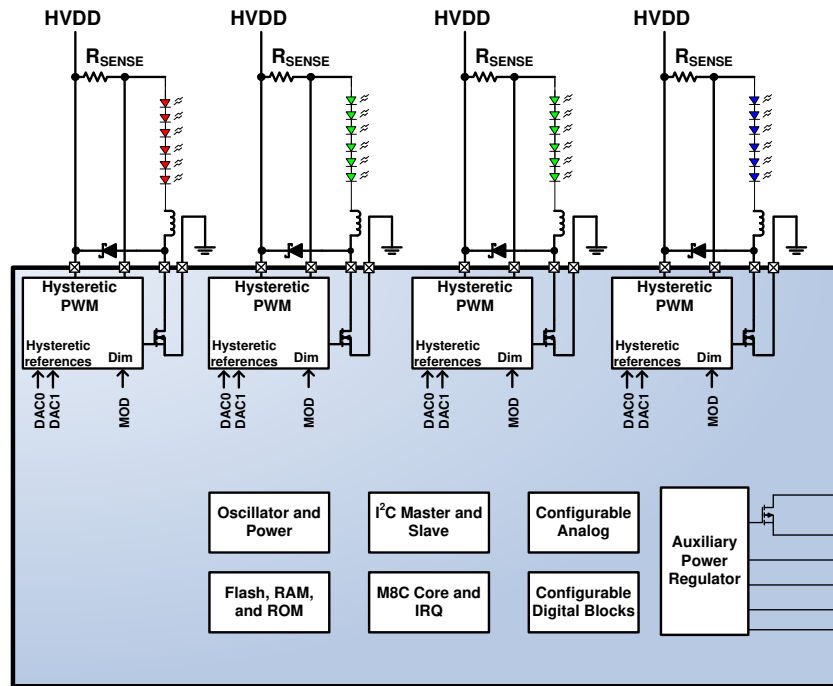 HVDD
HVDD
HVDD
HVDD
RSENSE
RSENSE
RSENSE
RSENSE
Hysteretic
PWM
Hysteretic
references
Dim
DAC0
DAC1
MOD
Hysteretic
PWM
Hysteretic
references
Dim
DAC0
DAC1
MOD
Hysteretic
PWM
Hysteretic
references
Dim
DAC0
DAC1
MOD
Hysteretic
PWM
Hysteretic
references
Dim
DAC0
DAC1
MOD
Oscillator and
Power
I²C Master and
Slave
Configurable
Analog
Auxiliary
Power
Regulator
Flash, RAM,
and ROM
M8C Core and
IRQ
Configurable
Digital Blocks